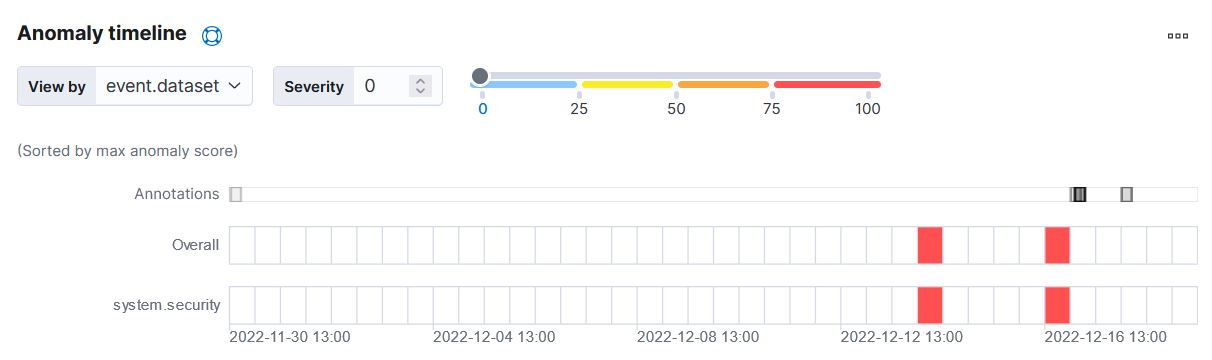 Anomaly timeline
View by event.dataset Severity 0
0 25 50 75 100
(Sorted by max anomaly score)
Annotations
Overall
system.security
2022-11-30 13:00 2022-12-04 13:00 2022-12-08 13:00 2022-12-12 13:00 2022-12-16 13:00